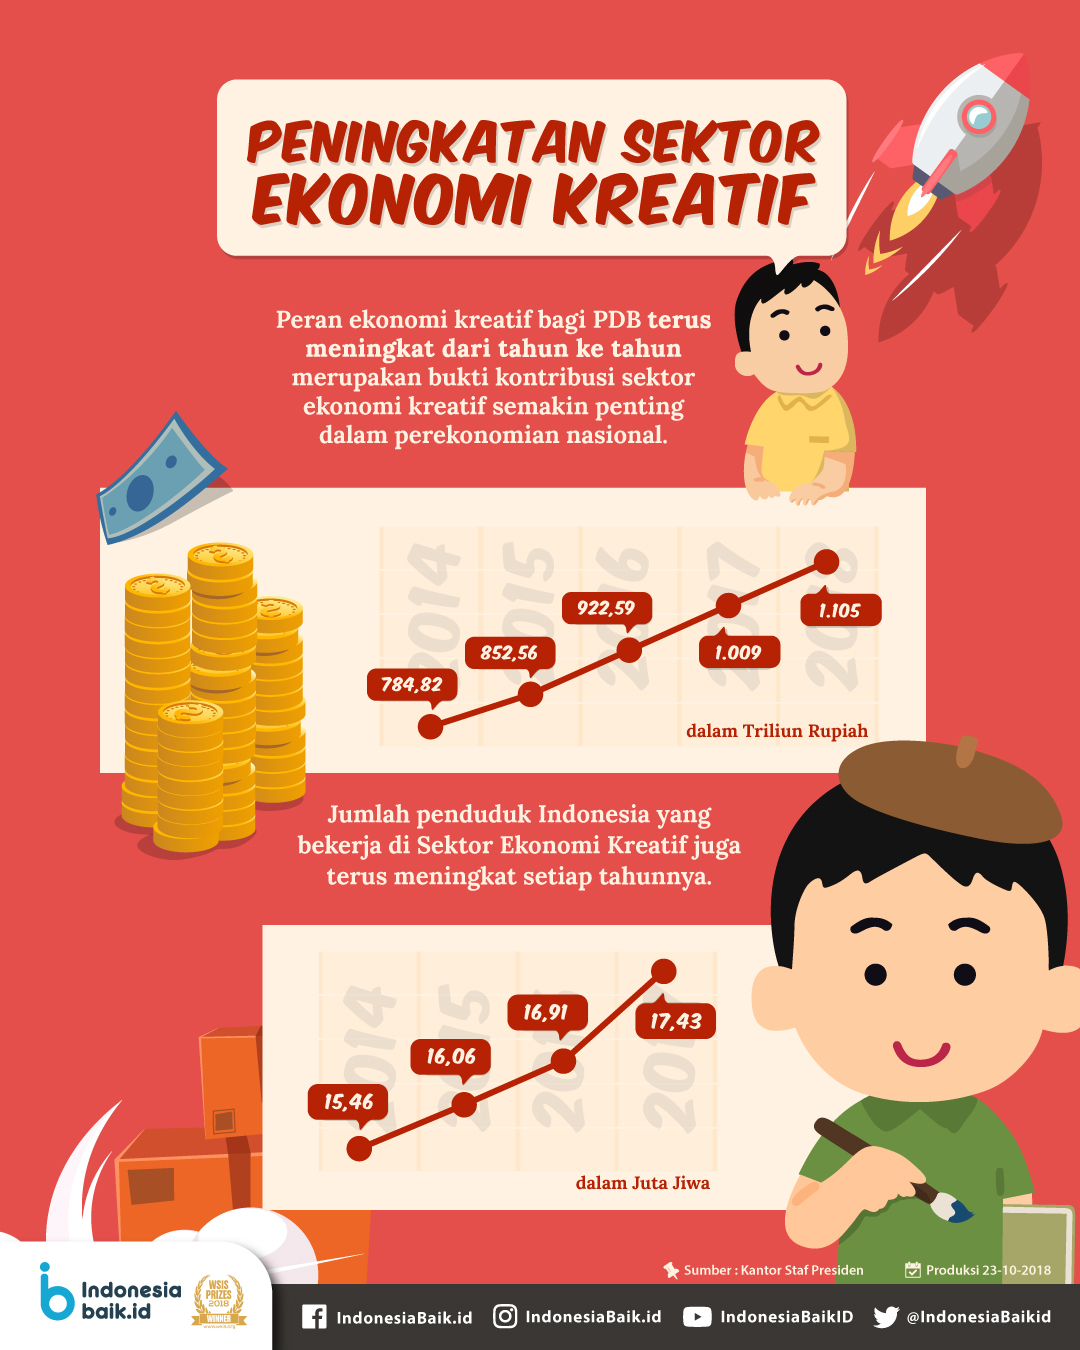 PENINGKATAN SEKTOR
EKONOMI KREATIF
Peran ekonomi kreatif bagi PDB terus
meningkat dari tahun ke tahun
merupakan bukti kontribusi sektor
ekonomi kreatif semakin penting
dalam perekonomian nasional.
2014
2015
2016
2017
2018
784,82
852,56
922,59
1.009
1.105
dalam Triliun Rupiah
Jumlah penduduk Indonesia yang
bekerja di Sektor Ekonomi Kreatif juga
terus meningkat setiap tahunnya.
2014
2015
2016
2017
15,46
16,06
16,91
17,43
dalam Juta Jiwa
Sumber : Kantor Staf Presiden
Produksi 23-10-2018
Indonesia
baik.id
WSIS
PRIZES
2018
WINNER
IndonesiaBaik.id
IndonesiaBaik.id
IndonesiaBaikID
@IndonesiaBaikid